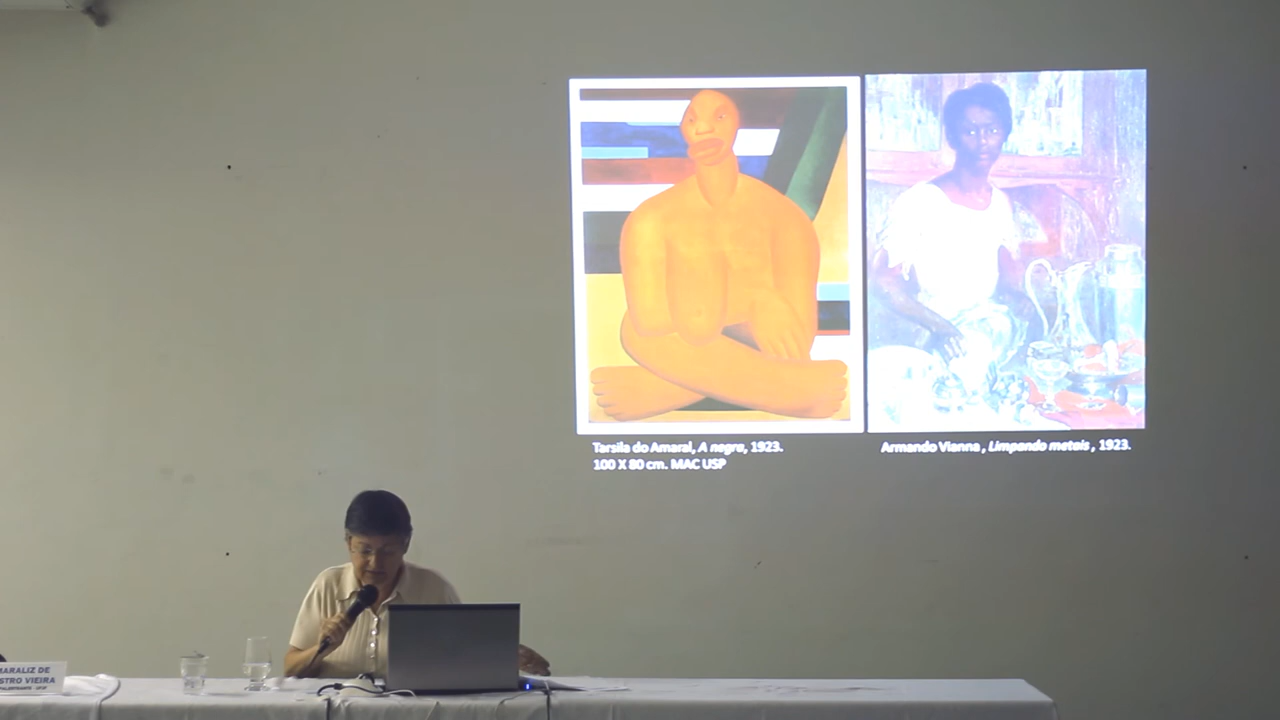 Tarsila do Amaral, A negra, 1923.
100 X 80 cm. MAC USP
Armando Vianna , Limpando metais , 1923.
MARALIZ DE
STRO VIEIRA